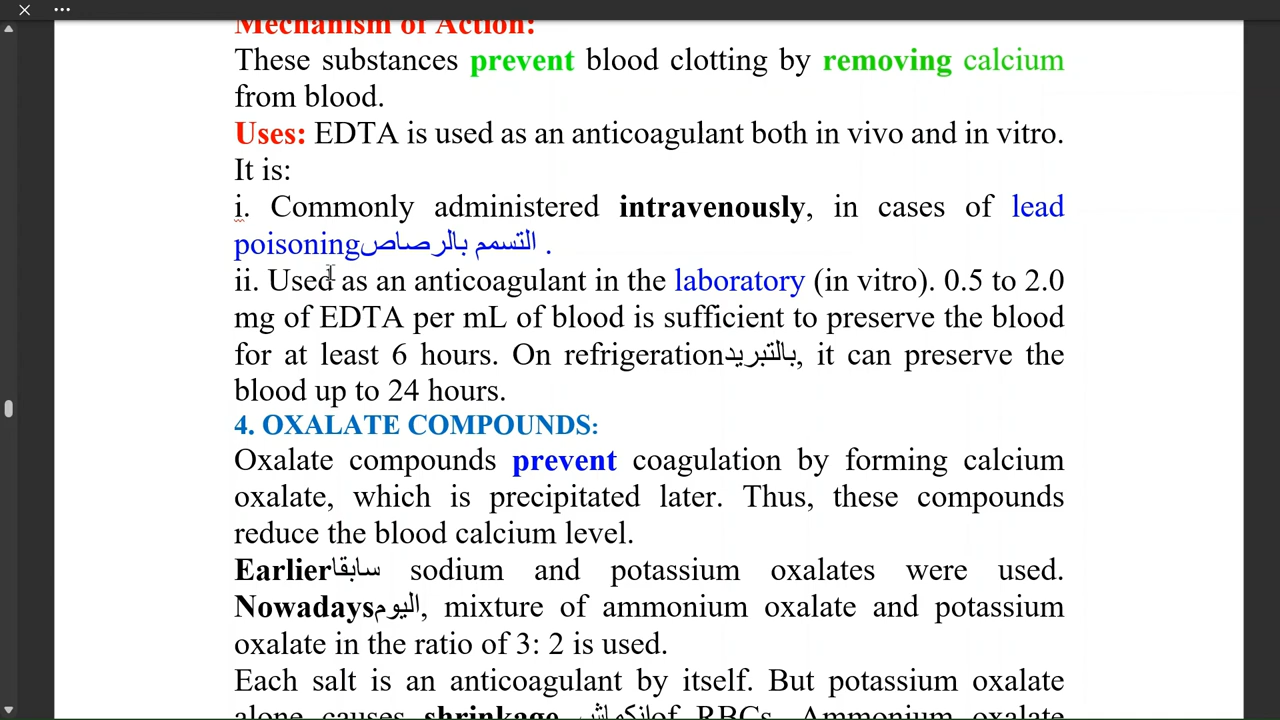 Mechanism of Action:
These substances prevent blood clotting by removing calcium
from blood.
Uses: EDTA is used as an anticoagulant both in vivo and in vitro.
It is:
i. Commonly administered intravenously, in cases of lead
poisoningالتسمم بالرصاص .
ii. Used as an anticoagulant in the laboratory (in vitro). 0.5 to 2.0
mg of EDTA per mL of blood is sufficient to preserve the blood
for at least 6 hours. On refrigerationبالتبريد, it can preserve the
blood up to 24 hours.
4. OXALATE COMPOUNDS:
Oxalate compounds prevent coagulation by forming calcium
oxalate, which is precipitated later. Thus, these compounds
reduce the blood calcium level.
Earlierسابقا sodium and potassium oxalates were used.
Nowadaysاليوم, mixture of ammonium oxalate and potassium
oxalate in the ratio of 3: 2 is used.
Each salt is an anticoagulant by itself. But potassium oxalate
alone causes shrinkage انكماشof RBCs. Ammonium oxalate